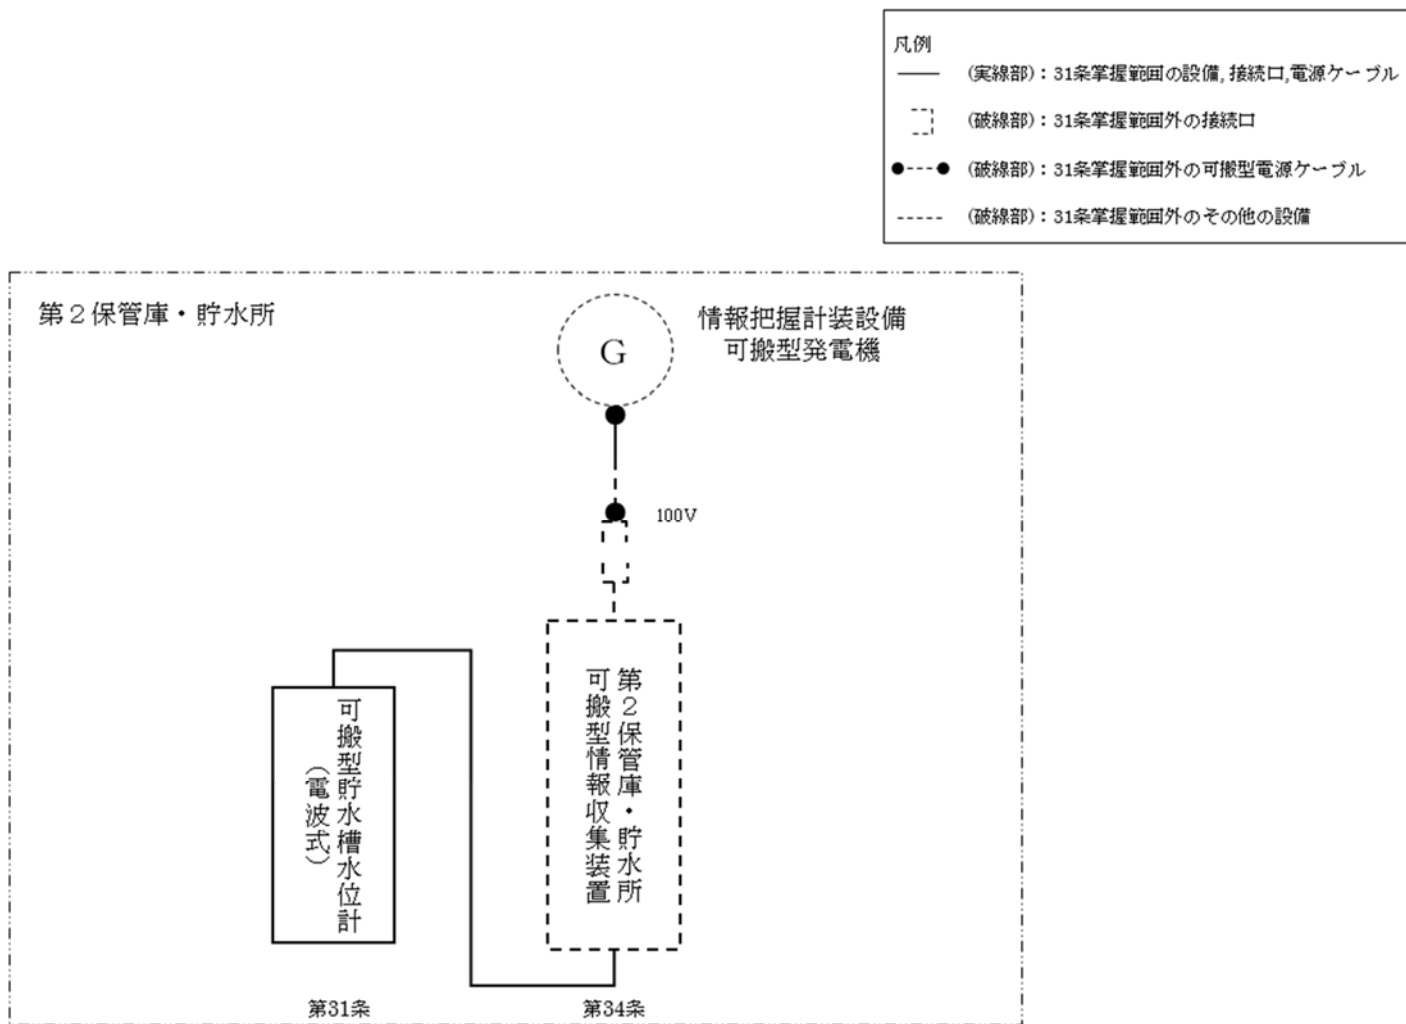 凡例
(実線部)：31条掌握範囲の設備,接続口,電源ケーブル
(破線部)：31条掌握範囲外の接続口
(破線部)：31条掌握範囲外の可搬型電源ケーブル
(破線部)：31条掌握範囲外のその他の設備
第２保管庫・貯水所
情報把握計装設備
可搬型発電機
G
100V
第２保管庫・貯水所
可搬型情報収集装置
可搬型貯水槽水位計
（電波式）
第31条
第34条